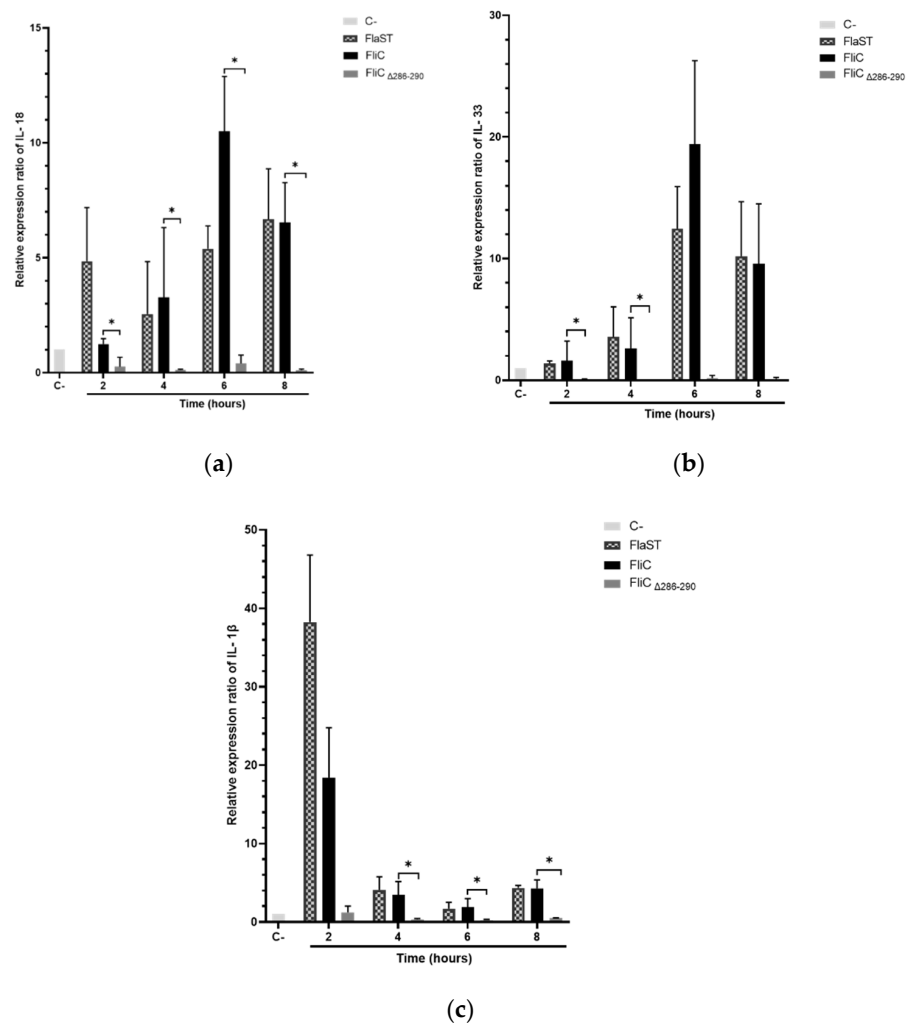 C-
FlaST
FliC
FliC Δ286-290
Relative expression ratio of IL- 18
15
10
5
0
* * * *
C- 2 4 6 8
Time (hours)
(a)
C-
FlaST
FliC
FliC Δ286-290
Relative expression ratio of IL- 33
30
20
10
0
* *
C- 2 4 6 8
Time (hours)
(b)
C-
FlaST
FliC
FliC Δ286-290
Relative expression ratio of IL- 1β
50
40
30
20
10
0
* * *
C- 2 4 6 8
Time (hours)
(c)